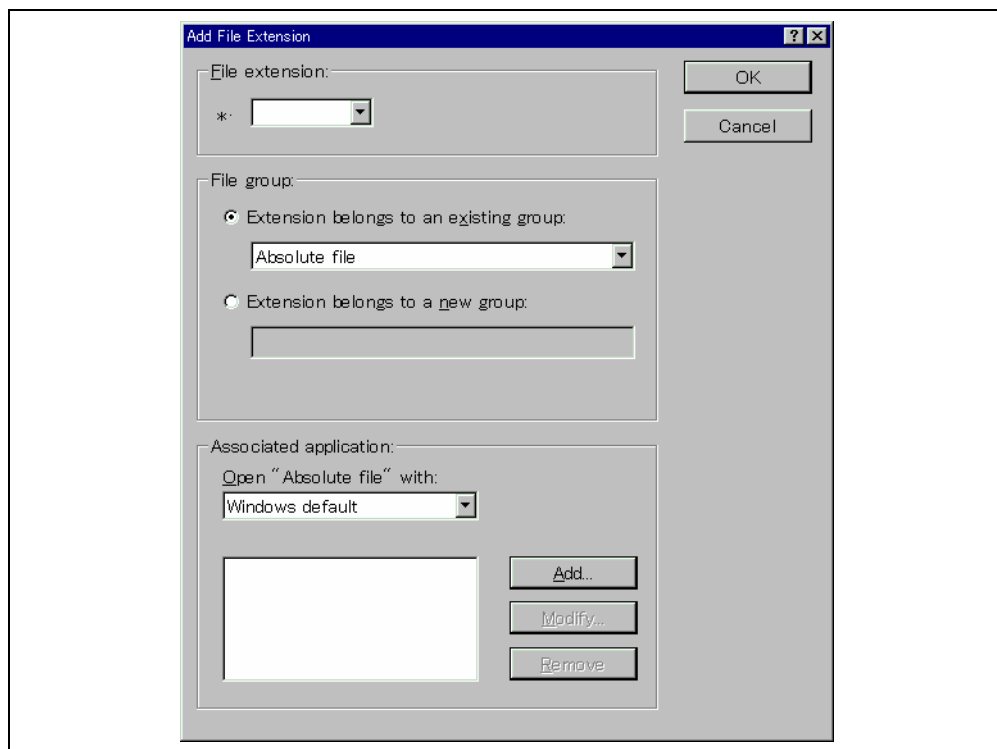 Add File Extension
File extension:
OK
*.
Cancel
File group:
Extension belongs to an existing group:
Absolute file
Extension belongs to a new group:
Associated application:
Open "Absolute file" with:
Windows default
Add...
Modify...
Remove